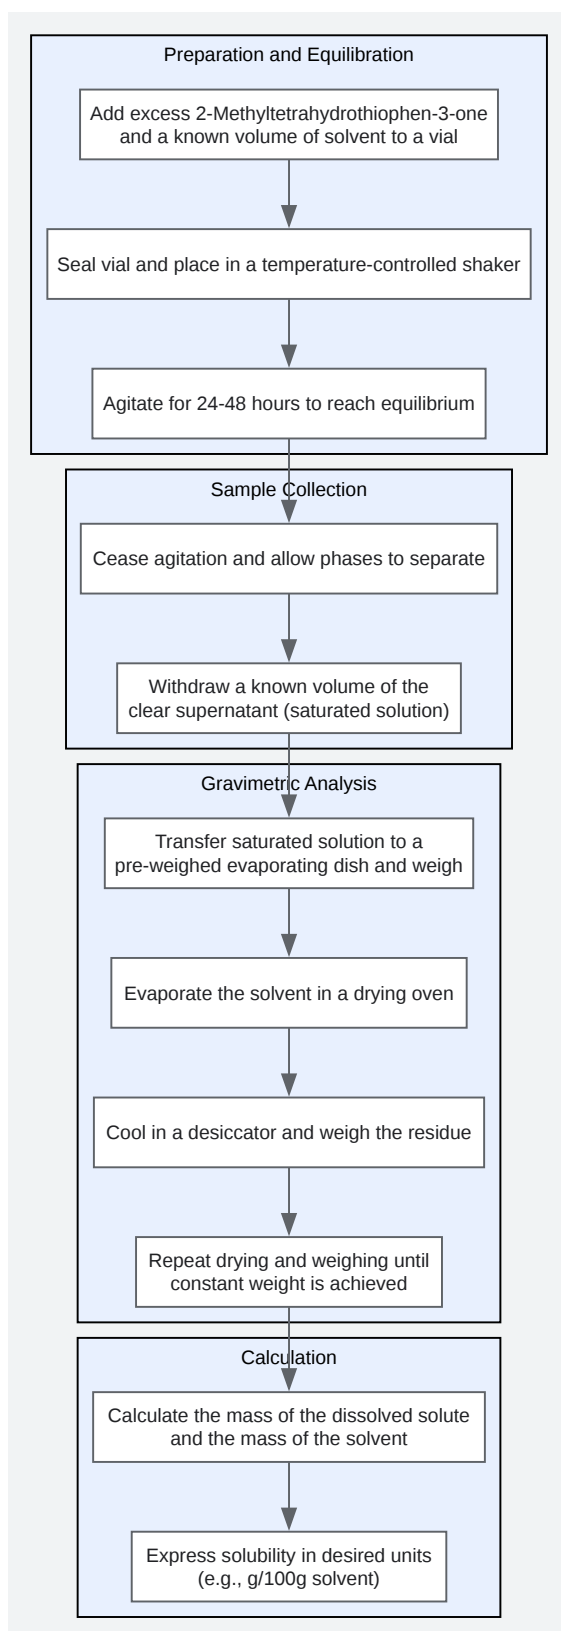 Preparation and Equilibration
Add excess 2-Methyltetrahydrothiophen-3-one
and a known volume of solvent to a vial
Seal vial and place in a temperature-controlled shaker
Agitate for 24-48 hours to reach equilibrium
Sample Collection
Cease agitation and allow phases to separate
Withdraw a known volume of the
clear supernatant (saturated solution)
Gravimetric Analysis
Transfer saturated solution to a
pre-weighed evaporating dish and weigh
Evaporate the solvent in a drying oven
Cool in a desiccator and weigh the residue
Repeat drying and weighing until
constant weight is achieved
Calculation
Calculate the mass of the dissolved solute
and the mass of the solvent
Express solubility in desired units
(e.g., g/100g solvent)